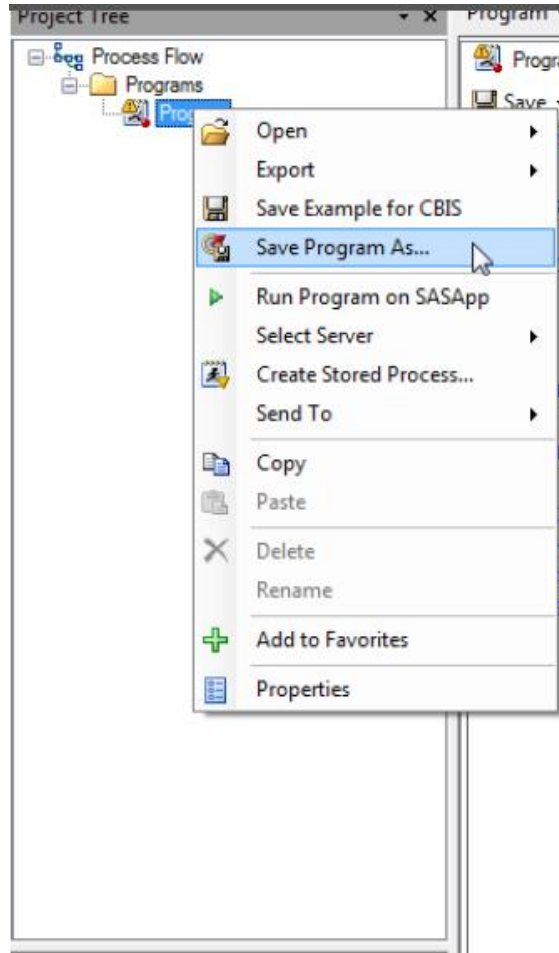 Project Tree
Program
Process Flow
Programs
Progra
Save
Prog
Open
Export
Save Example for CBIS
Save Program As...
Run Program on SASApp
Select Server
Create Stored Process...
Send To
Copy
Paste
Delete
Rename
Add to Favorites
Properties